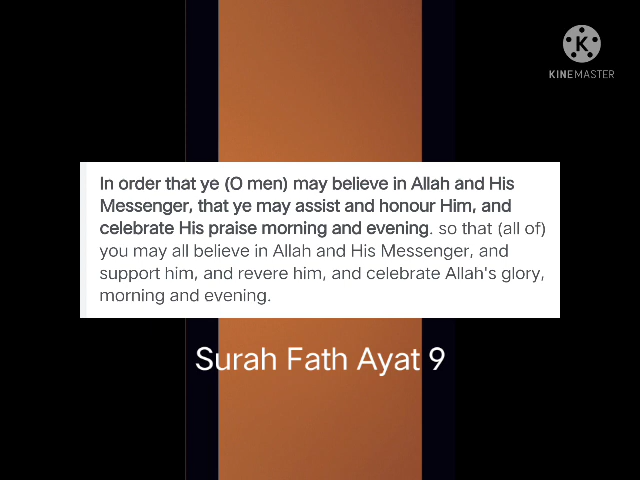 KINEMASTER
In order that ye (O men) may believe in Allah and His
Messenger, that ye may assist and honour Him, and
celebrate His praise morning and evening. so that (all of)
you may all believe in Allah and His Messenger, and
support him, and revere him, and celebrate Allah's glory,
morning and evening.
Surah Fath Ayat 9